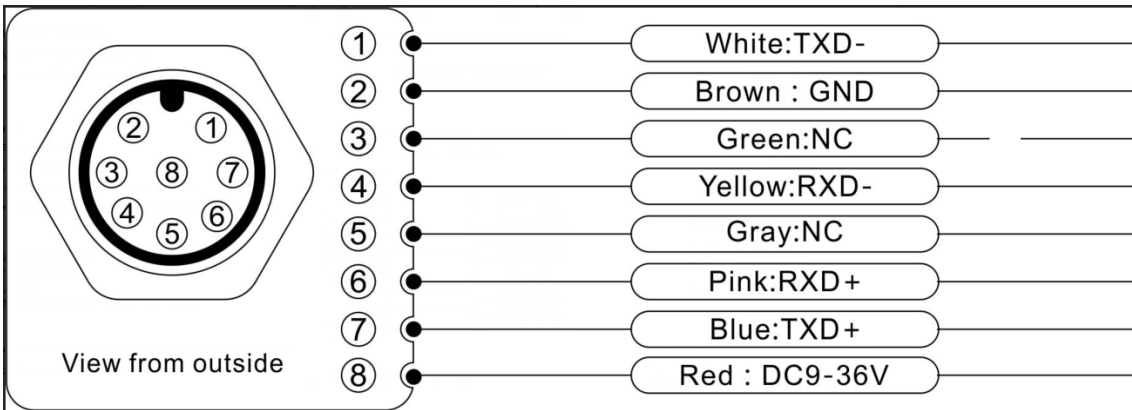 ② ①
③ ⑧ ⑦
④ ⑥
⑤
View from outside
① White:TXD-
② Brown : GND
③ Green:NC
④ Yellow:RXD-
⑤ Gray:NC
⑥ Pink:RXD+
⑦ Blue:TXD+
⑧ Red : DC9-36V